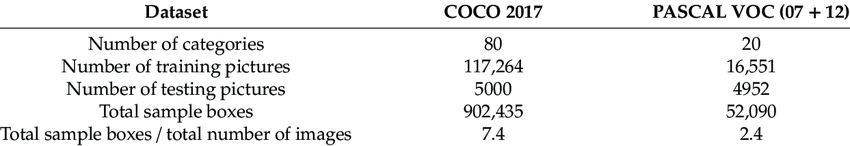 Dataset COCO 2017 PASCAL VOC (07 + 12)
Number of categories 80 20
Number of training pictures 117,264 16,551
Number of testing pictures 5000 4952
Total sample boxes 902,435 52,090
Total sample boxes / total number of images 7.4 2.4